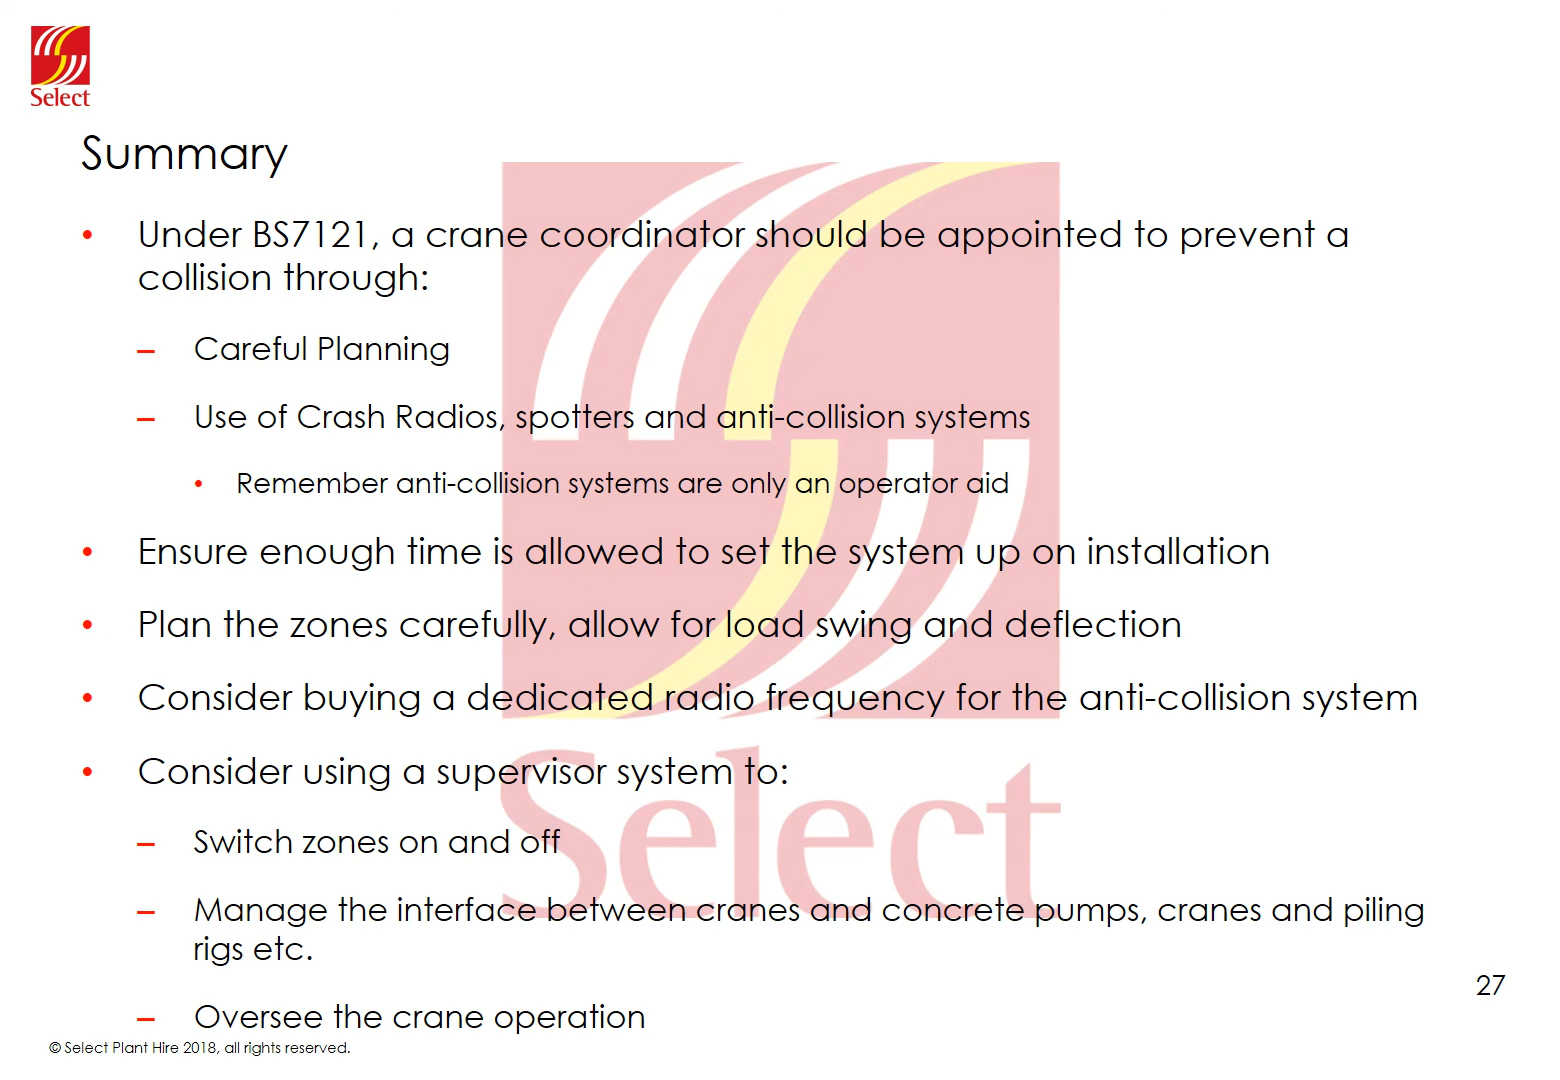 Select
Summary
• Under BS7121, a crane coordinator should be appointed to prevent a
collision through:
– Careful Planning
– Use of Crash Radios, spotters and anti-collision systems
• Remember anti-collision systems are only an operator aid
• Ensure enough time is allowed to set the system up on installation
• Plan the zones carefully, allow for load swing and deflection
• Consider buying a dedicated radio frequency for the anti-collision system
• Consider using a supervisor system to:
Select
– Switch zones on and off
– Manage the interface between cranes and concrete pumps, cranes and piling
rigs etc.
27
– Oversee the crane operation
© Select Plant Hire 2018, all rights reserved.